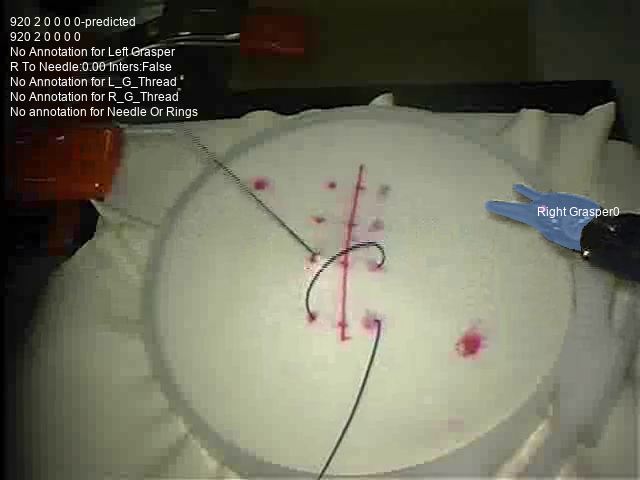 920 2 0 0 0 0-predicted
920 2 0 0 0 0
No Annotation for Left Grasper
R To Needle:0.00 Inters:False
No Annotation for L_G_Thread
No Annotation for R_G_Thread
No annotation for Needle Or Rings
Right Grasper0